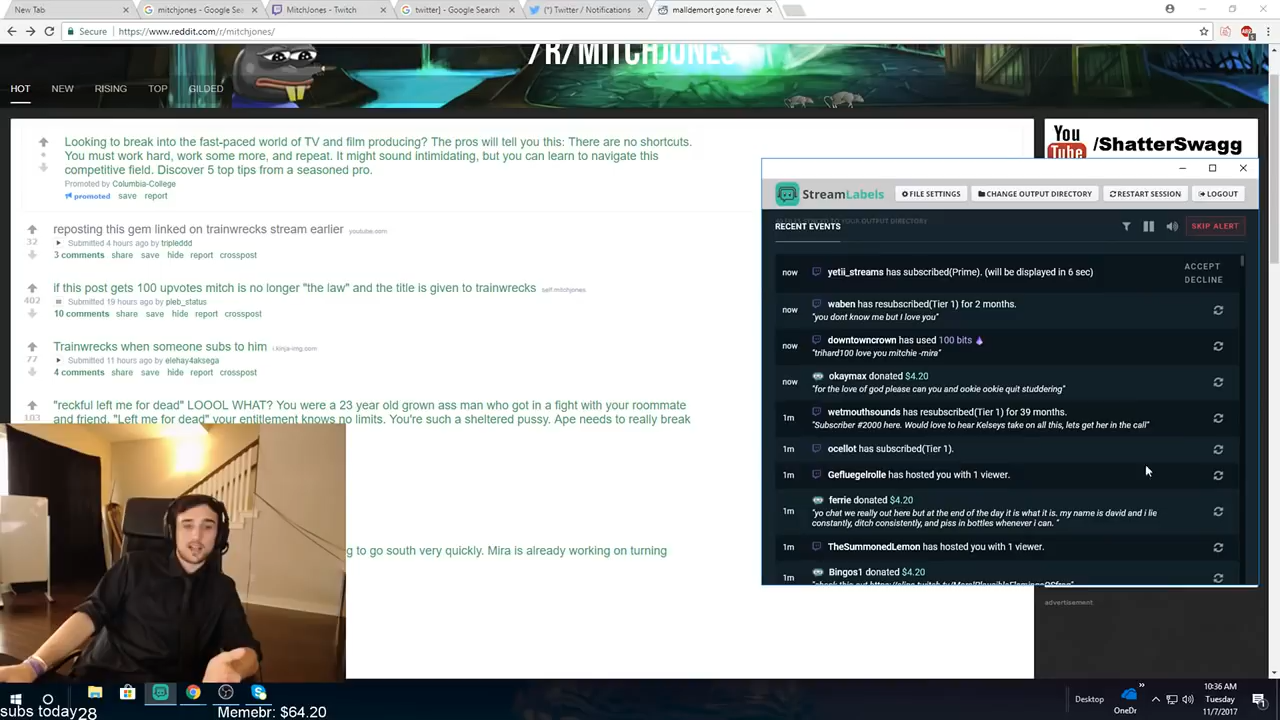 New Tab
mitchjones - Google Sea
MitchJones - Twitch
twitter] - Google Search
(*) Twitter / Notifications
malldemort gone forever
Secure
https://www.reddit.com/r/mitchjones/
/R/MITCHJONES
HOT
NEW
RISING
TOP
GILDED
Looking to break into the fast-paced world of TV and film producing? The pros will tell you this: There are no shortcuts.
You must work hard, work some more, and repeat. It might sound intimidating, but you can learn to navigate this
competitive field. Discover 5 top tips from a seasoned pro.
Promoted by Columbia-College
promoted save report
reposting this gem linked on trainwrecks stream earlier youtube.com
32
Submitted 4 hours ago by tripleddd
3 comments share save hide report crosspost
if this post gets 100 upvotes mitch is no longer "the law" and the title is given to trainwrecks self.mitchjones
402
Submitted 19 hours ago by pleb_status
10 comments share save hide report crosspost
Trainwrecks when someone subs to him i.kinja-img.com
77
Submitted 11 hours ago by elehay4aksega
4 comments share save hide report crosspost
"reckful left me for dead" LOOOL WHAT? You were a 23 year old grown ass man who got in a fight with your roommate
103
and friend. "Left me for dead" your entitlement knows no limits. You're such a sheltered pussy. Ape needs to really break
g to go south very quickly. Mira is already working on turning
You
Tube
/ShatterSwagg
StreamLabels
FILE SETTINGS
CHANGE OUTPUT DIRECTORY
RESTART SESSION
LOGOUT
SYNCED TO YOUR OUTPUT DIRECTORY
RECENT EVENTS
SKIP ALERT
now yetii_streams has subscribed(Prime). (will be displayed in 6 sec)
ACCEPT
DECLINE
now waben has resubscribed(Tier 1) for 2 months.
"you dont know me but I love you"
now downtowncrown has used 100 bits
"trihard100 love you mitchie -mira"
now okaymax donated $4.20
"for the love of god please can you and ookie ookie quit studdering"
1m wetmouthsounds has resubscribed(Tier 1) for 39 months.
"Subscriber #2000 here. Would love to hear Kelseys take on all this, lets get her in the call"
1m ocellot has subscribed(Tier 1).
1m Gefluegelrolle has hosted you with 1 viewer.
1m ferrie donated $4.20
"yo chat we really out here but at the end of the day it is what it is. my name is david and i lie
constantly, ditch consistently, and piss in bottles whenever i can. "
1m TheSummonedLemon has hosted you with 1 viewer.
1m Bingos1 donated $4.20
advertisement
subs today28
Memebr: $64.20
Desktop
OneDr
10:36 AM
Tuesday
11/7/2017